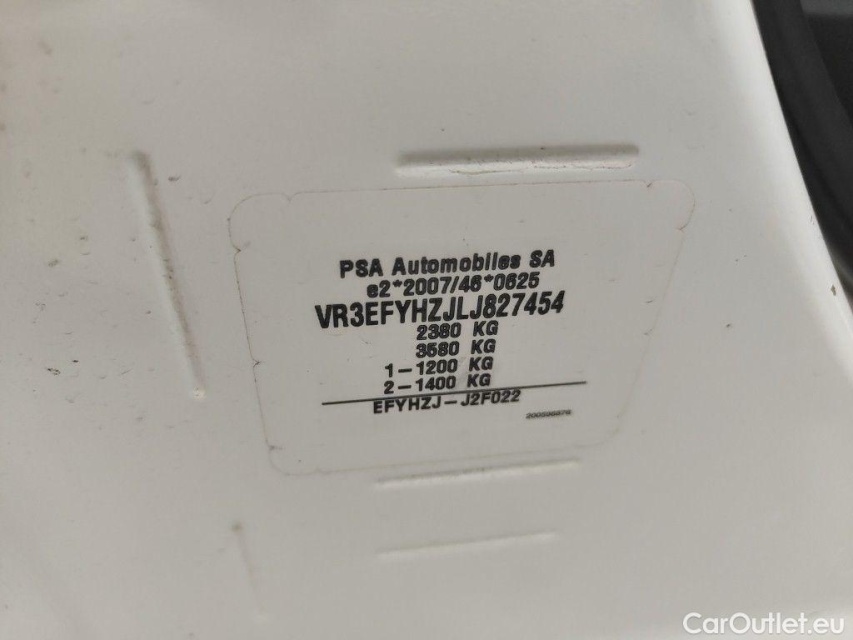 PSA Automobiles SA
e2*2007/46*0625
VR3EFYHZJLJ827454
2380 KG
3580 KG
1-1200 KG
2-1400 KG
EFYHZJ-J2F022
CarOutlet.eu